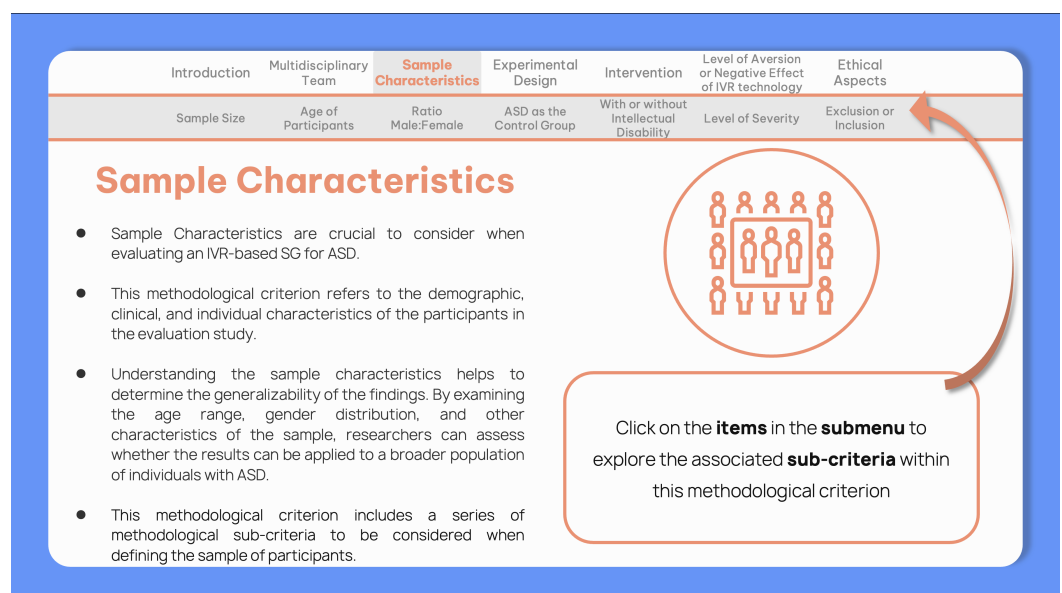 Introduction
Multidisciplinary
Team
Sample
Characteristics
Experimental
Design
Intervention
Level of Aversion
or Negative Effect
of IVR technology
Ethical
Aspects
Sample Size
Age of
Participants
Ratio
Male:Female
ASD as the
Control Group
With or without
Intellectual
Disability
Level of Severity
Exclusion or
Inclusion
Sample Characteristics
● Sample Characteristics are crucial to consider when
evaluating an IVR-based SG for ASD.
● This methodological criterion refers to the demographic,
clinical, and individual characteristics of the participants in
the evaluation study.
● Understanding the sample characteristics helps to
determine the generalizability of the findings. By examining
the age range, gender distribution, and other
characteristics of the sample, researchers can assess
whether the results can be applied to a broader population
of individuals with ASD.
● This methodological criterion includes a series of
methodological sub-criteria to be considered when
defining the sample of participants.
Click on the items in the submenu to
explore the associated sub-criteria within
this methodological criterion